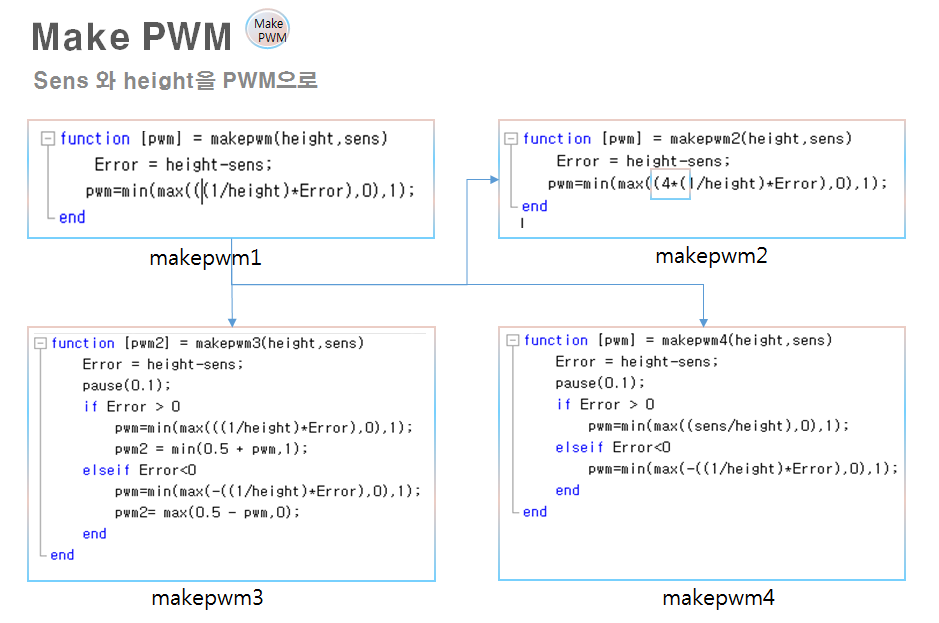 Make PWM
Make
PWM
Sens 와 height을 PWM으로
function [pwm] = makepwm(height,sens)
Error = height-sens;
pwm=min(max(((1/height)*Error),0),1);
end
makepwm1
function [pwm] = makepwm2(height,sens)
Error = height-sens;
pwm=min(max((4*(1/height)*Error),0),1);
end
makepwm2
function [pwm2] = makepwm3(height,sens)
Error = height-sens;
pause(0.1);
if Error > 0
pwm=min(max(((1/height)*Error),0),1);
pwm2 = min(0.5 + pwm,1);
elseif Error<0
pwm=min(max(-((1/height)*Error),0),1);
pwm2= max(0.5 - pwm,0);
end
end
makepwm3
function [pwm] = makepwm4(height,sens)
Error = height-sens;
pause(0.1);
if Error > 0
pwm=min(max((sens/height),0),1);
elseif Error<0
pwm=min(max(-((1/height)*Error),0),1);
end
end
makepwm4